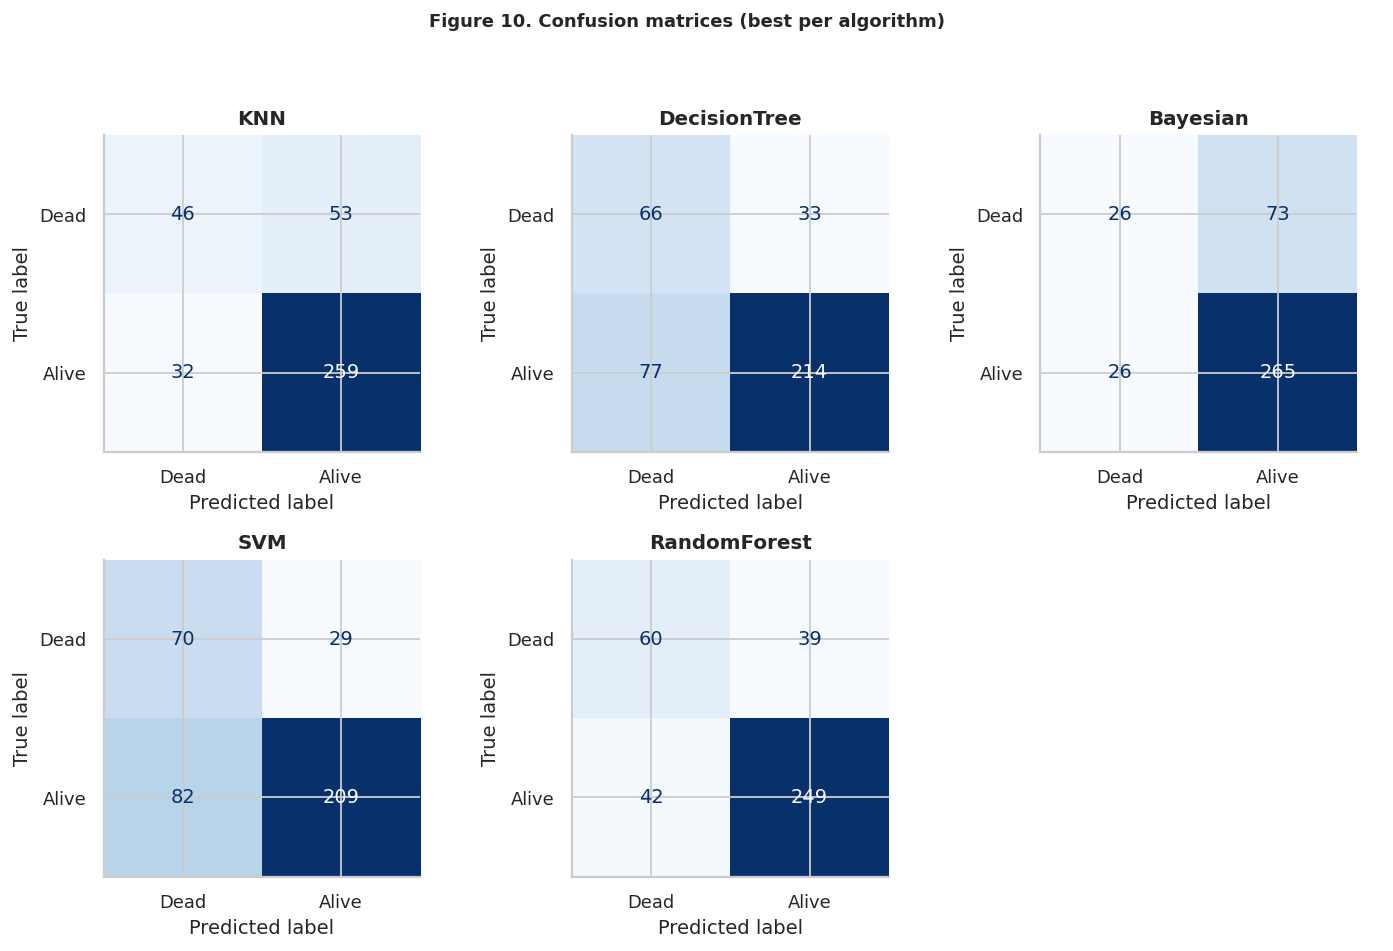 Figure 10. Confusion matrices (best per algorithm)
KNN
DecisionTree
Bayesian
Dead
46
53
Dead
66
33
Dead
26
73
True label
True label
True label
Alive
32
259
Alive
77
214
Alive
26
265
Dead
Alive
Dead
Alive
Dead
Alive
Predicted label
Predicted label
Predicted label
SVM
RandomForest
Dead
70
29
Dead
60
39
True label
True label
Alive
82
209
Alive
42
249
Dead
Alive
Dead
Alive
Predicted label
Predicted label